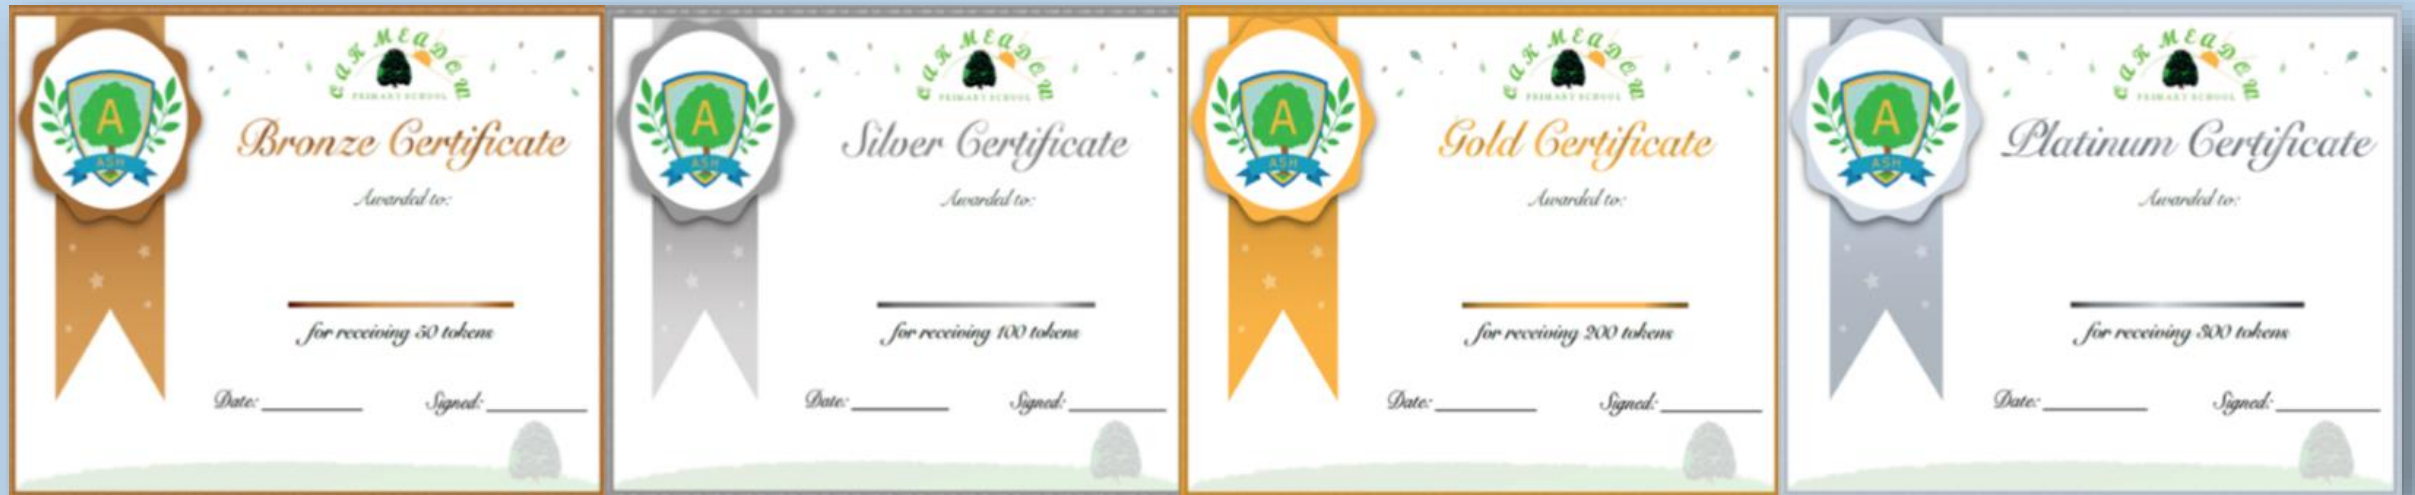 OAK MEADOW
PRIMARY SCHOOL
A
ASH
Bronze Certificate
Awarded to:
for receiving 50 tokens
Date:
Signed:
OAK MEADOW
PRIMARY SCHOOL
A
ASH
Silver Certificate
Awarded to:
for receiving 100 tokens
Date:
Signed:
OAK MEADOW
PRIMARY SCHOOL
A
ASH
Gold Certificate
Awarded to:
for receiving 200 tokens
Date:
Signed:
OAK MEADOW
PRIMARY SCHOOL
A
ASH
Platinum Certificate
Awarded to:
for receiving 300 tokens
Date:
Signed: